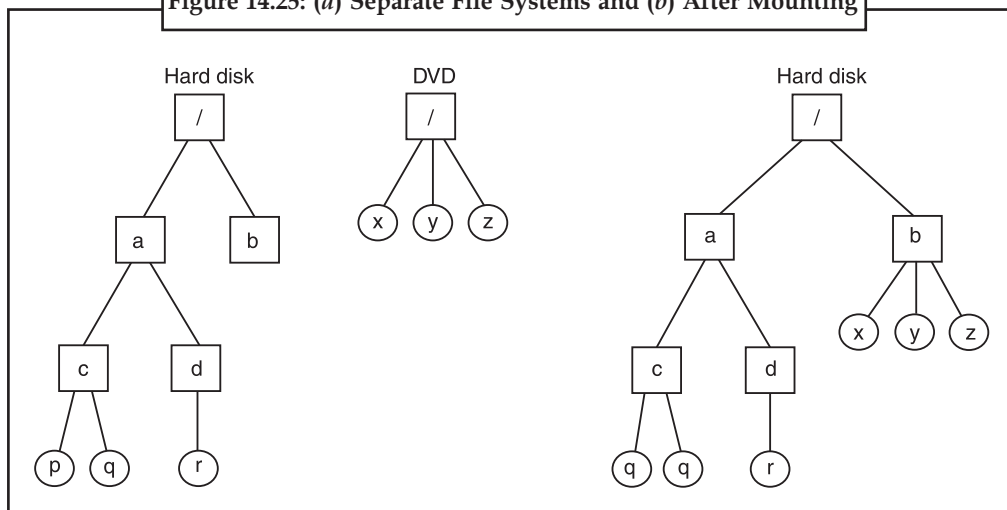 Figure 14.25: (a) Separate File Systems and (b) After Mounting
Hard disk DVD Hard disk
/ / /
x y z
a b a b
x y z
c d c d
p q r q q r